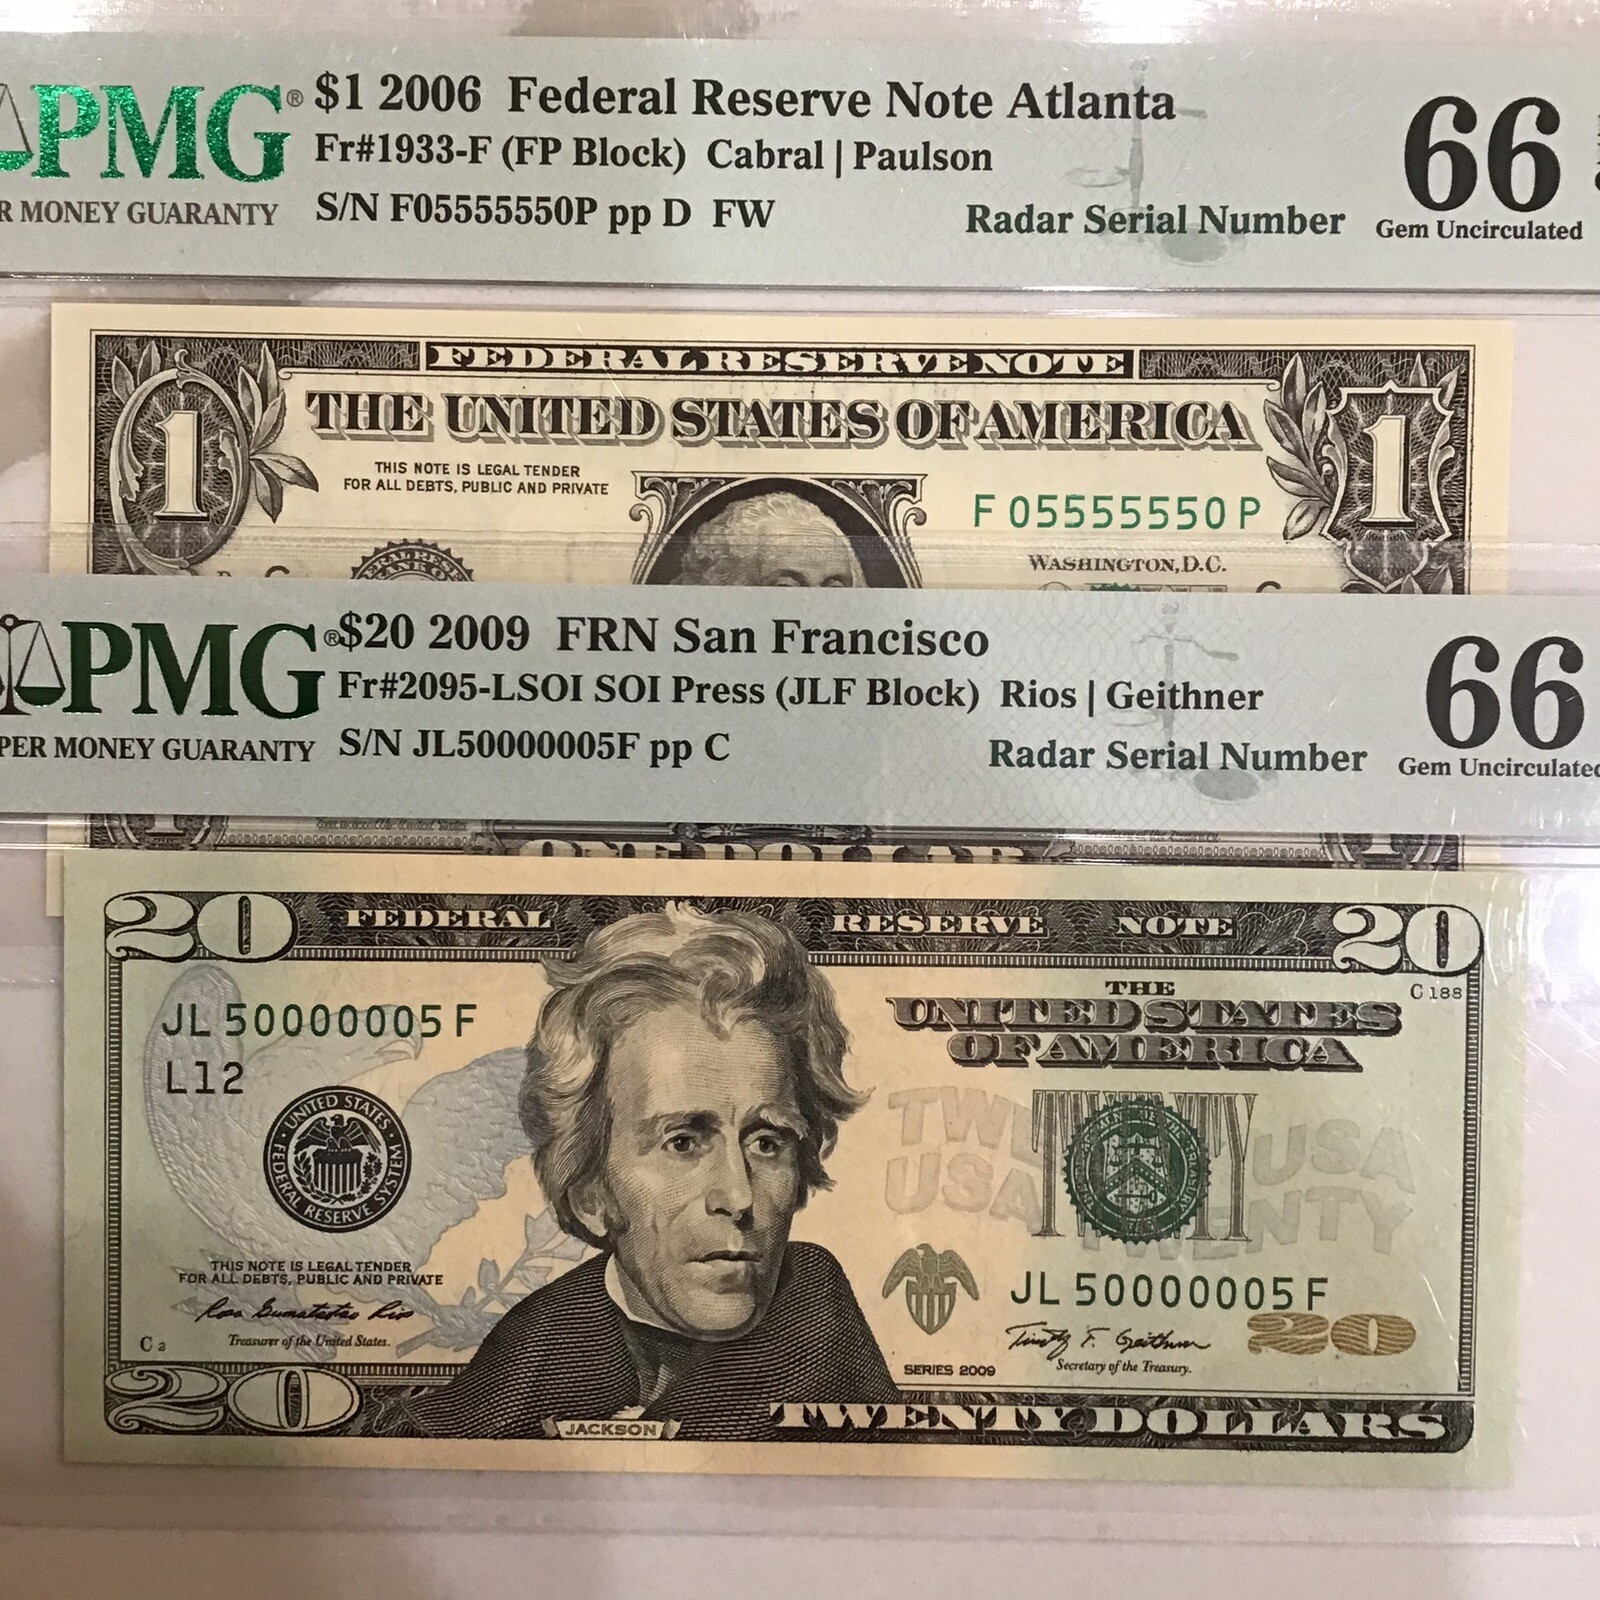 PMG® $1 2006 Federal Reserve Note Atlanta
Fr#1933-F (FP Block) Cabral | Paulson
R MONEY GUARANTY S/N F05555550P pp D FW
Radar Serial Number
66
Gem Uncirculated
FEDERAL RESERVE NOTE
1 THE UNITED STATES OF AMERICA 1
THIS NOTE IS LEGAL TENDER
FOR ALL DEBTS, PUBLIC AND PRIVATE
F 05555550 P
WASHINGTON, D.C.
PMG® $20 2009 FRN San Francisco
Fr#2095-LSOI SOI Press (JLF Block) Rios | Geithner
PER MONEY GUARANTY S/N JL50000005F pp C
Radar Serial Number
66
Gem Uncirculated
ONE DOLLAR
20 FEDERAL RESERVE NOTE 20
THE
UNITED STATES
OF AMERICA
C 188
JL 50000005 F
L12
UNITED STATES
FEDERAL RESERVE SYSTEM
TWENTY
USA
USA
TWENTY
THIS NOTE IS LEGAL TENDER
FOR ALL DEBTS, PUBLIC AND PRIVATE
Treasurer of the United States.
C a
JL 50000005 F
20
Timothy F. Geithner
Secretary of the Treasury.
SERIES 2009
20 JACKSON TWENTY DOLLARS